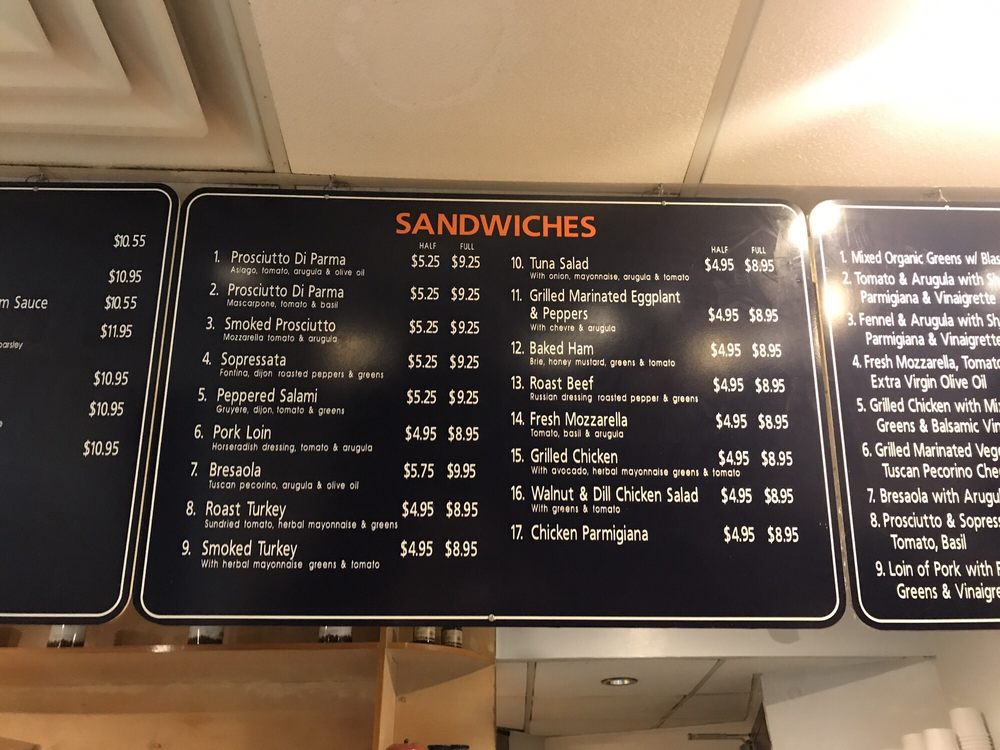 $10.55
$10.95
m Sauce $10.55
$11.95
parsley
$10.95
$10.95
$10.95
SANDWICHES
HALF FULL
1. Prosciutto Di Parma $5.25 $9.25
Asiago, tomato, arugula & olive oil
2. Prosciutto Di Parma $5.25 $9.25
Mascarpone, tomato & basil
3. Smoked Prosciutto $5.25 $9.25
Mozzarella tomato & arugula
4. Sopressata $5.25 $9.25
Fontina, dijon roasted peppers & greens
5. Peppered Salami $5.25 $9.25
Gruyere, dijon, tomato & greens
6. Pork Loin $4.95 $8.95
Horseradish dressing, tomato & arugula
7. Bresaola $5.75 $9.95
Tuscan pecorino, arugula & olive oil
8. Roast Turkey $4.95 $8.95
Sundried tomato, herbal mayonnaise & greens
9. Smoked Turkey $4.95 $8.95
With herbal mayonnaise greens & tomato
HALF FULL
10. Tuna Salad $4.95 $8.95
With onion, mayonnaise, arugula & tomato
11. Grilled Marinated Eggplant
& Peppers $4.95 $8.95
With chevre & arugula
12. Baked Ham $4.95 $8.95
Brie, honey mustard, greens & tomato
13. Roast Beef $4.95 $8.95
Russian dressing roasted pepper & greens
14. Fresh Mozzarella $4.95 $8.95
Tomato, basil & arugula
15. Grilled Chicken $4.95 $8.95
With avocado, herbal mayonnaise greens & tomato
16. Walnut & Dill Chicken Salad $4.95 $8.95
With greens & tomato
17. Chicken Parmigiana $4.95 $8.95
1. Mixed Organic Greens w/ Blas
2. Tomato & Arugula with Sh
Parmigiana & Vinaigrette
3. Fennel & Arugula with Sh
Parmigiana & Vinaigrette
4. Fresh Mozzarella, Tomato
Extra Virgin Olive Oil
5. Grilled Chicken with Mix
Greens & Balsamic Vin
6. Grilled Marinated Vege
Tuscan Pecorino Che
7. Bresaola with Arugul
8. Prosciutto & Sopress
Tomato, Basil
9. Loin of Pork with F
Greens & Vinaigre